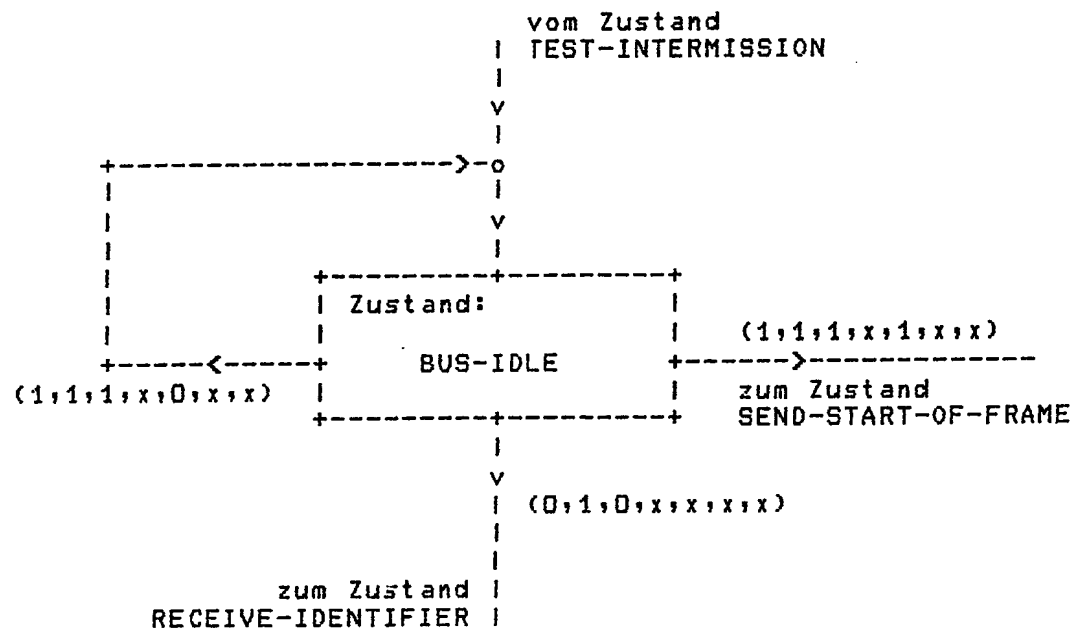 vom Zustand
TEST-INTERMISSION
Zustand:
BUS-IDLE
(1,1,1,x,1,x,x)
(1,1,1,x,0,x,x)
zum Zustand
SEND-START-OF-FRAME
(0,1,0,x,x,x,x)
zum Zustand
RECEIVE-IDENTIFIER